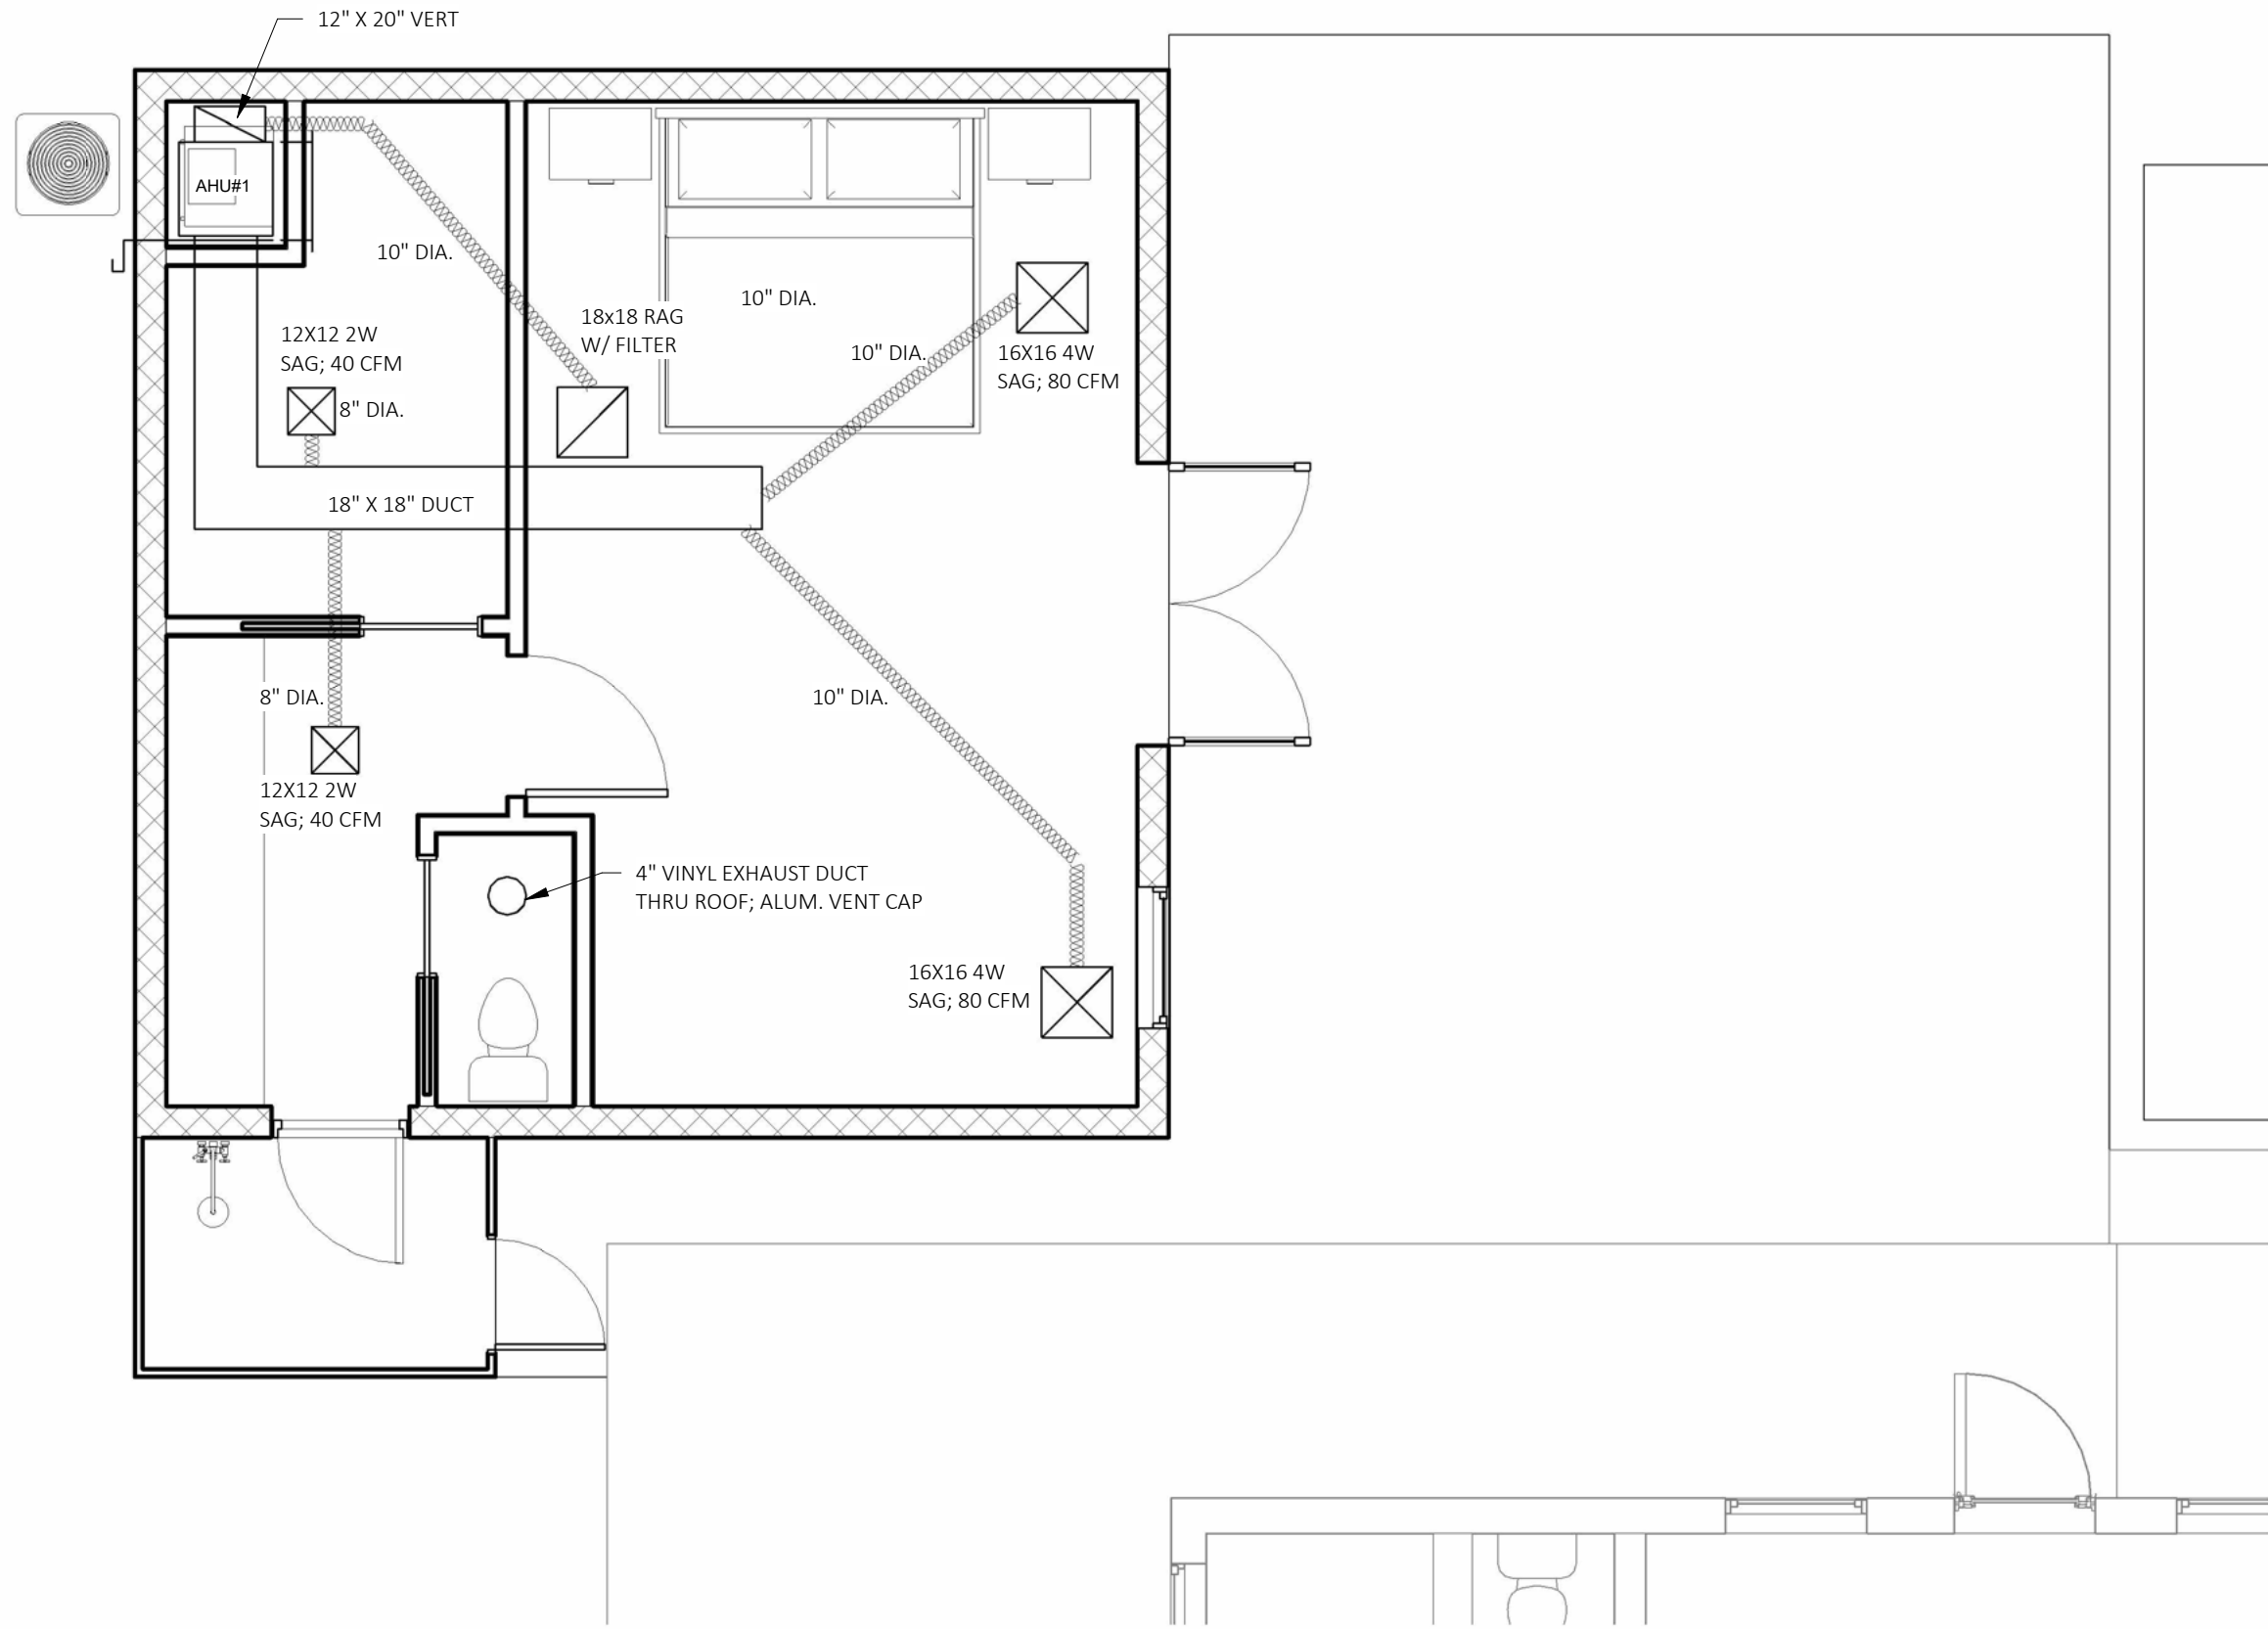 12" X 20" VERT
AHU#1
10" DIA.
18x18 RAG
W/ FILTER
10" DIA.
10" DIA.
16X16 4W
SAG; 80 CFM
12X12 2W
SAG; 40 CFM
8" DIA.
18" X 18" DUCT
8" DIA.
12X12 2W
SAG; 40 CFM
10" DIA.
4" VINYL EXHAUST DUCT
THRU ROOF; ALUM. VENT CAP
16X16 4W
SAG; 80 CFM